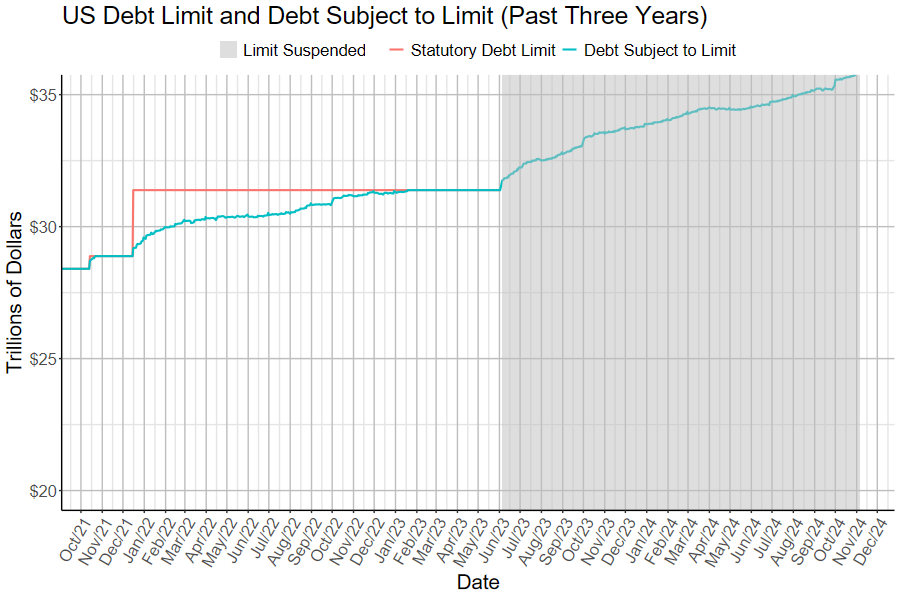 US Debt Limit and Debt Subject to Limit (Past Three Years)
Limit Suspended Statutory Debt Limit Debt Subject to Limit
Trillions of Dollars
$35
$30
$25
$20
Oct/21 Nov/21 Dec/21 Jan/22 Feb/22 Mar/22 Apr/22 May/22 Jun/22 Jul/22 Aug/22 Sep/22 Oct/22 Nov/22 Dec/22 Jan/23 Feb/23 Mar/23 Apr/23 May/23 Jun/23 Jul/23 Aug/23 Sep/23 Oct/23 Nov/23 Dec/23 Jan/24 Feb/24 Mar/24 Apr/24 May/24 Jun/24 Jul/24 Aug/24 Sep/24 Oct/24 Nov/24 Dec/24
Date